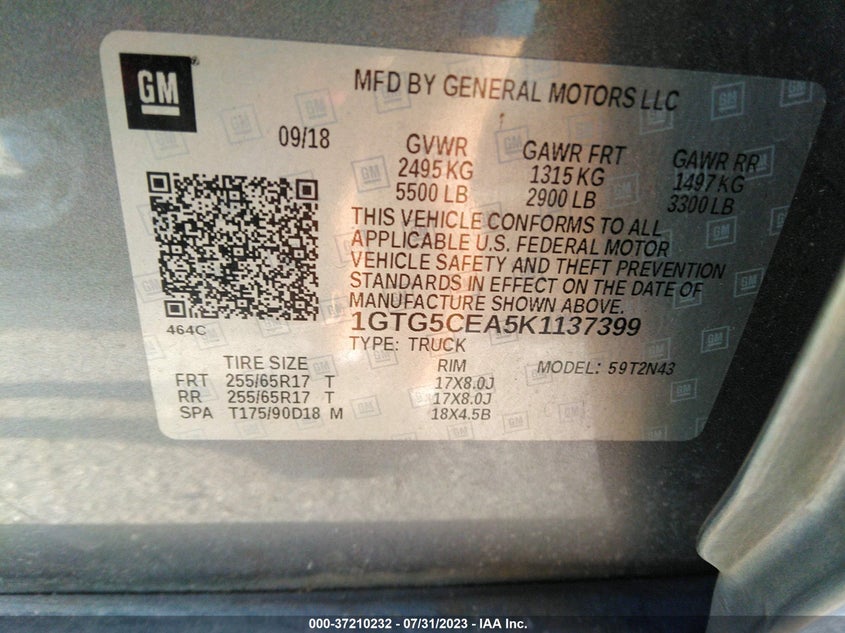 GM
MFD BY GENERAL MOTORS LLC
09/18
GVWR
2495 KG
5500 LB
GAWR FRT
1315 KG
2900 LB
GAWR RR
1497 KG
3300 LB
THIS VEHICLE CONFORMS TO ALL
APPLICABLE U.S. FEDERAL MOTOR
VEHICLE SAFETY AND THEFT PREVENTION
STANDARDS IN EFFECT ON THE DATE OF
MANUFACTURE SHOWN ABOVE.
464C
1GTG5CEA5K1137399
TYPE: TRUCK
TIRE SIZE RIM MODEL: 59T2N43
FRT 255/65R17 T 17X8.0J
RR 255/65R17 T 17X8.0J
SPA T175/90D18 M 18X4.5B
000-37210232 - 07/31/2023 - IAA Inc.